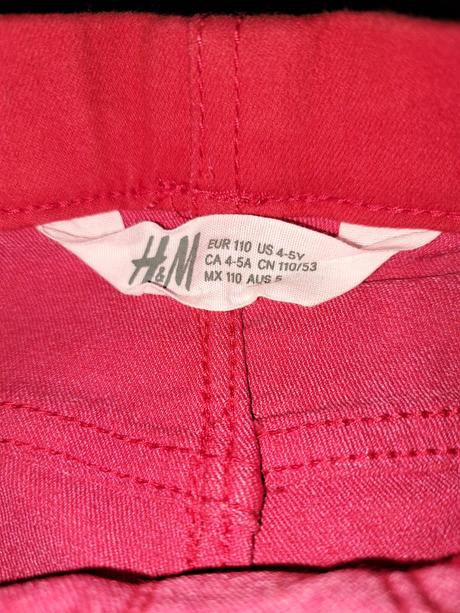 H&M
EUR 110 US 4-5Y
CA 4-5A CN 110/53
MX 110 AUS 5